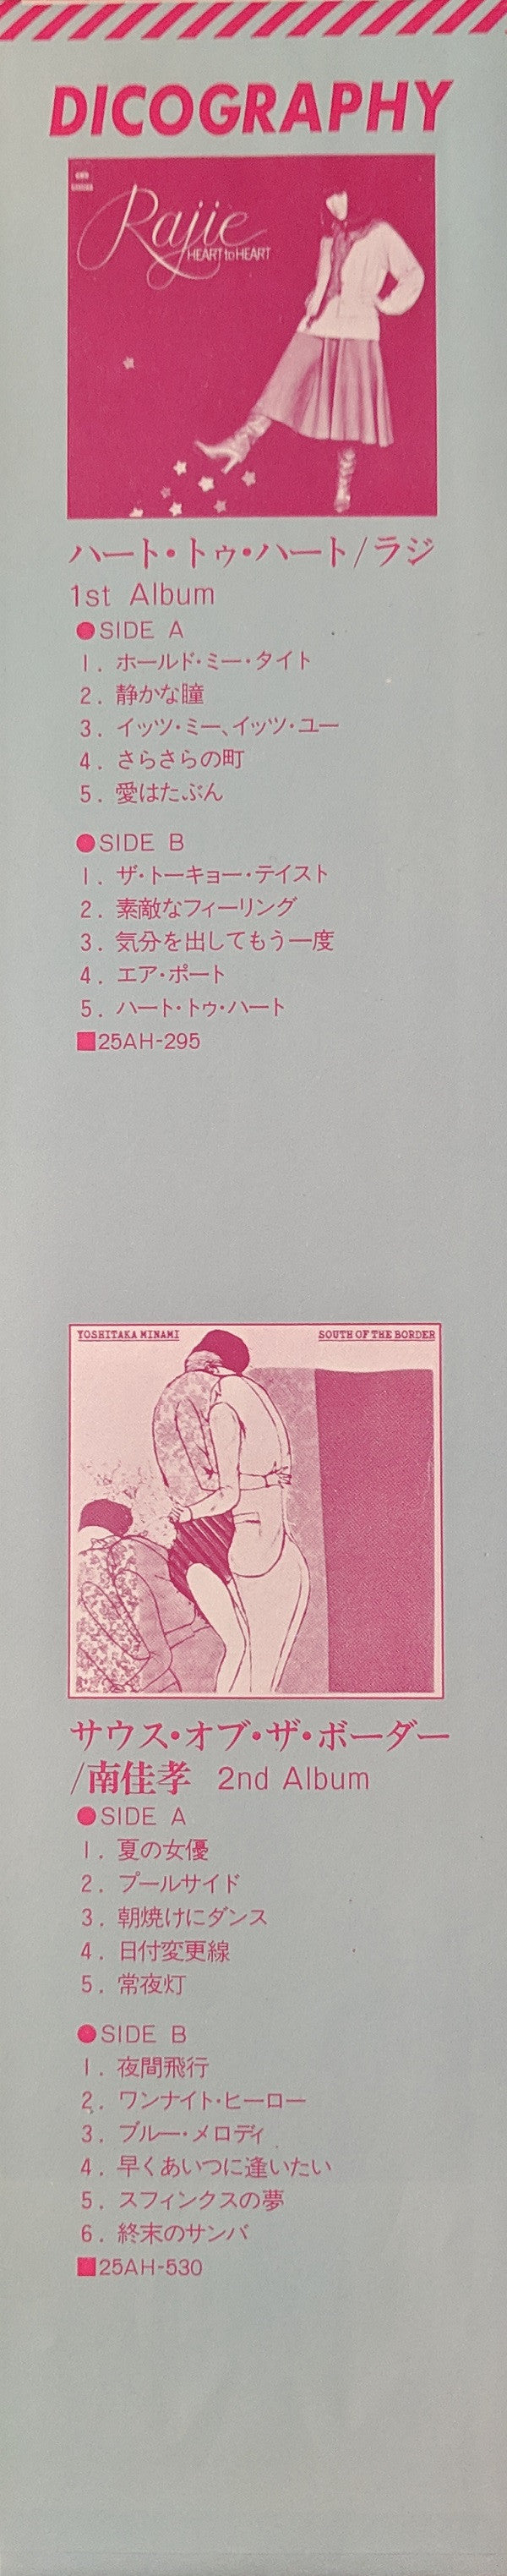 DICOGRAPHY
Rajie
HEART to HEART
ハート・トゥ・ハート/ラジ
1st Album
●SIDE A
1. ホールド・ミー・タイト
2. 静かな瞳
3. イッツ・ミー、イッツ・ユー
4. さらさらの町
5. 愛はたぶん
●SIDE B
1. ザ・トーキョー・テイスト
2. 素敵なフィーリング
3. 気分を出してもう一度
4. エア・ポート
5. ハート・トゥ・ハート
■25AH-295
YOSHITAKA MINAMI
SOUTH OF THE BORDER
サウス・オブ・ザ・ボーダー
/南佳孝 2nd Album
●SIDE A
1. 夏の女優
2. プールサイド
3. 朝焼けにダンス
4. 日付変更線
5. 常夜灯
●SIDE B
1. 夜間飛行
2. ワンナイト・ヒーロー
3. ブルー・メロディ
4. 早くあいつに逢いたい
5. スフィンクスの夢
6. 終末のサンバ
■25AH-530